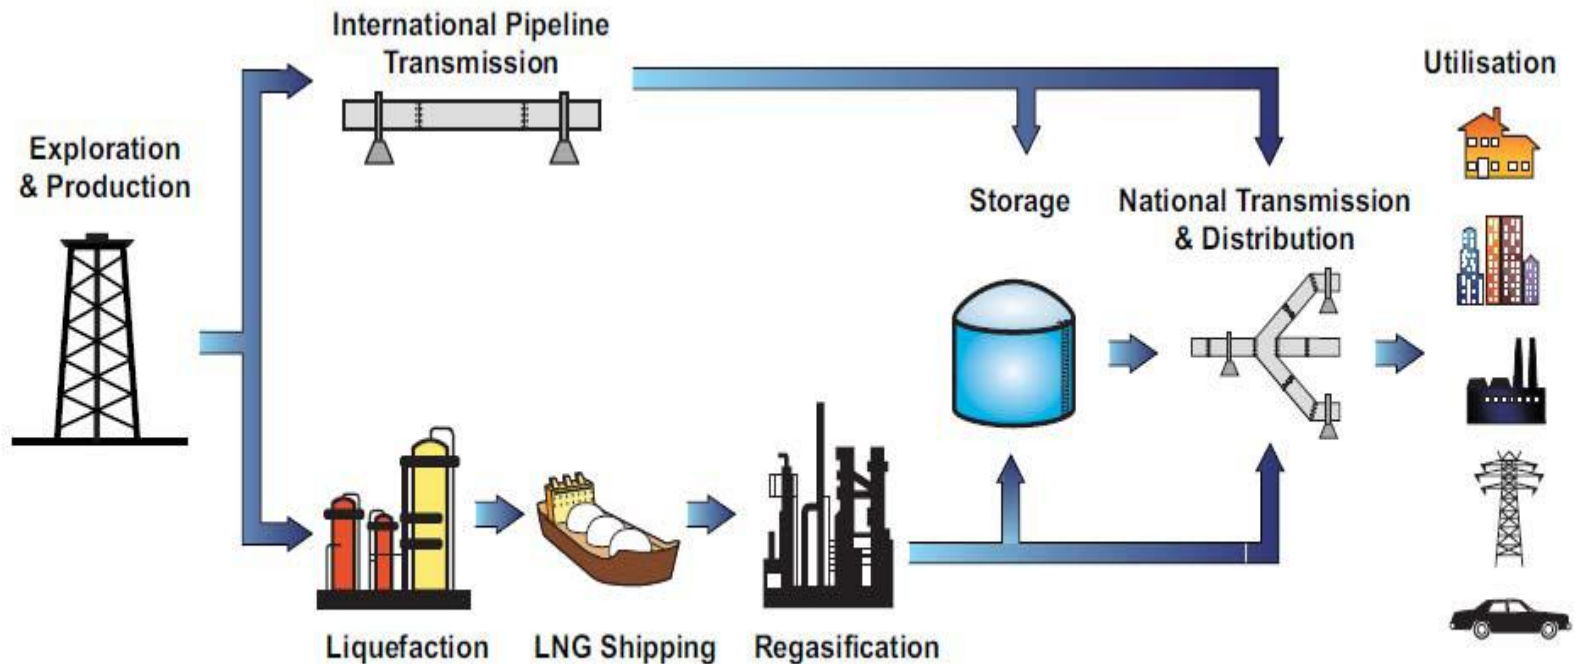 International Pipeline
Transmission
Utilisation
Exploration
& Production
Storage
National Transmission
& Distribution
Liquefaction
LNG Shipping
Regasification